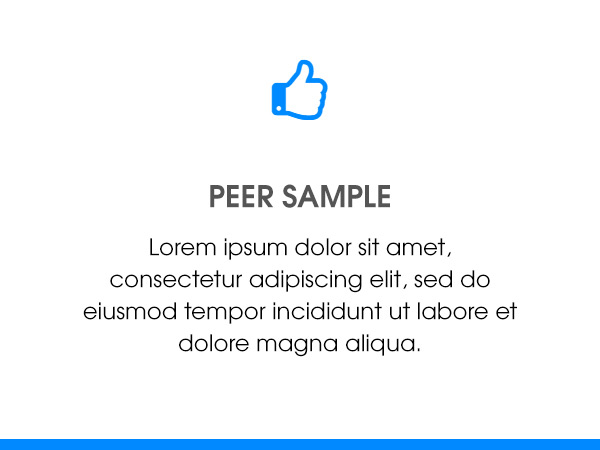 PEER SAMPLE
Lorem ipsum dolor sit amet,
consectetur adipiscing elit, sed do
eiusmod tempor incididunt ut labore et
dolore magna aliqua.